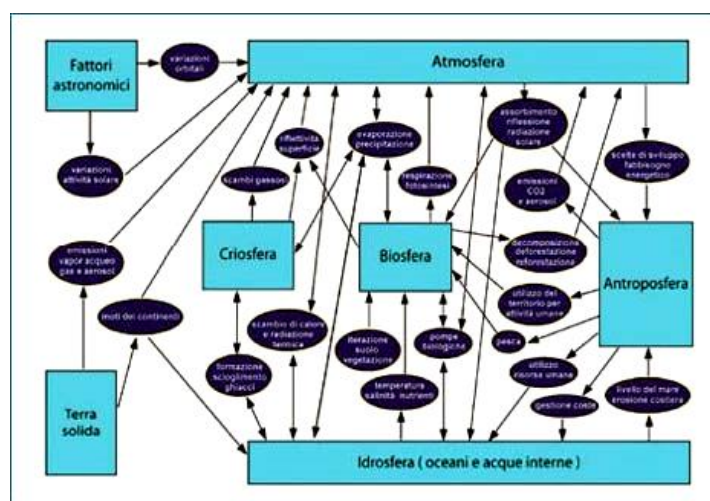 Fattori
astronomici
variazioni
orbitali
Atmosfera
variazioni
attività solare
riflettività
superficie
evaporazione
precipitazione
assorbimento
riflessione
radiazione
solare
scelta di sviluppo
fabbisogno
energetico
scambi gassosi
respirazione
fotosintesi
emissioni
CO2
e aerosol
emissioni
vapor acqueo
gas e aerosol
Criosfera
Biosfera
decomposizione
deforestazione
reforestazione
Antroposfera
moti dei continenti
scambio di calore
e radiazione
termica
utilizzo del
territorio per
attività umane
iterazione
suolo
vegetazione
pompe
biologiche
pesca
formazione
scioglimento
ghiacci
utilizzo
risorse umane
temperatura
salinità nutrienti
gestione coste
livello del mare
erosione costiera
Terra
solida
Idrosfera ( oceani e acque interne )